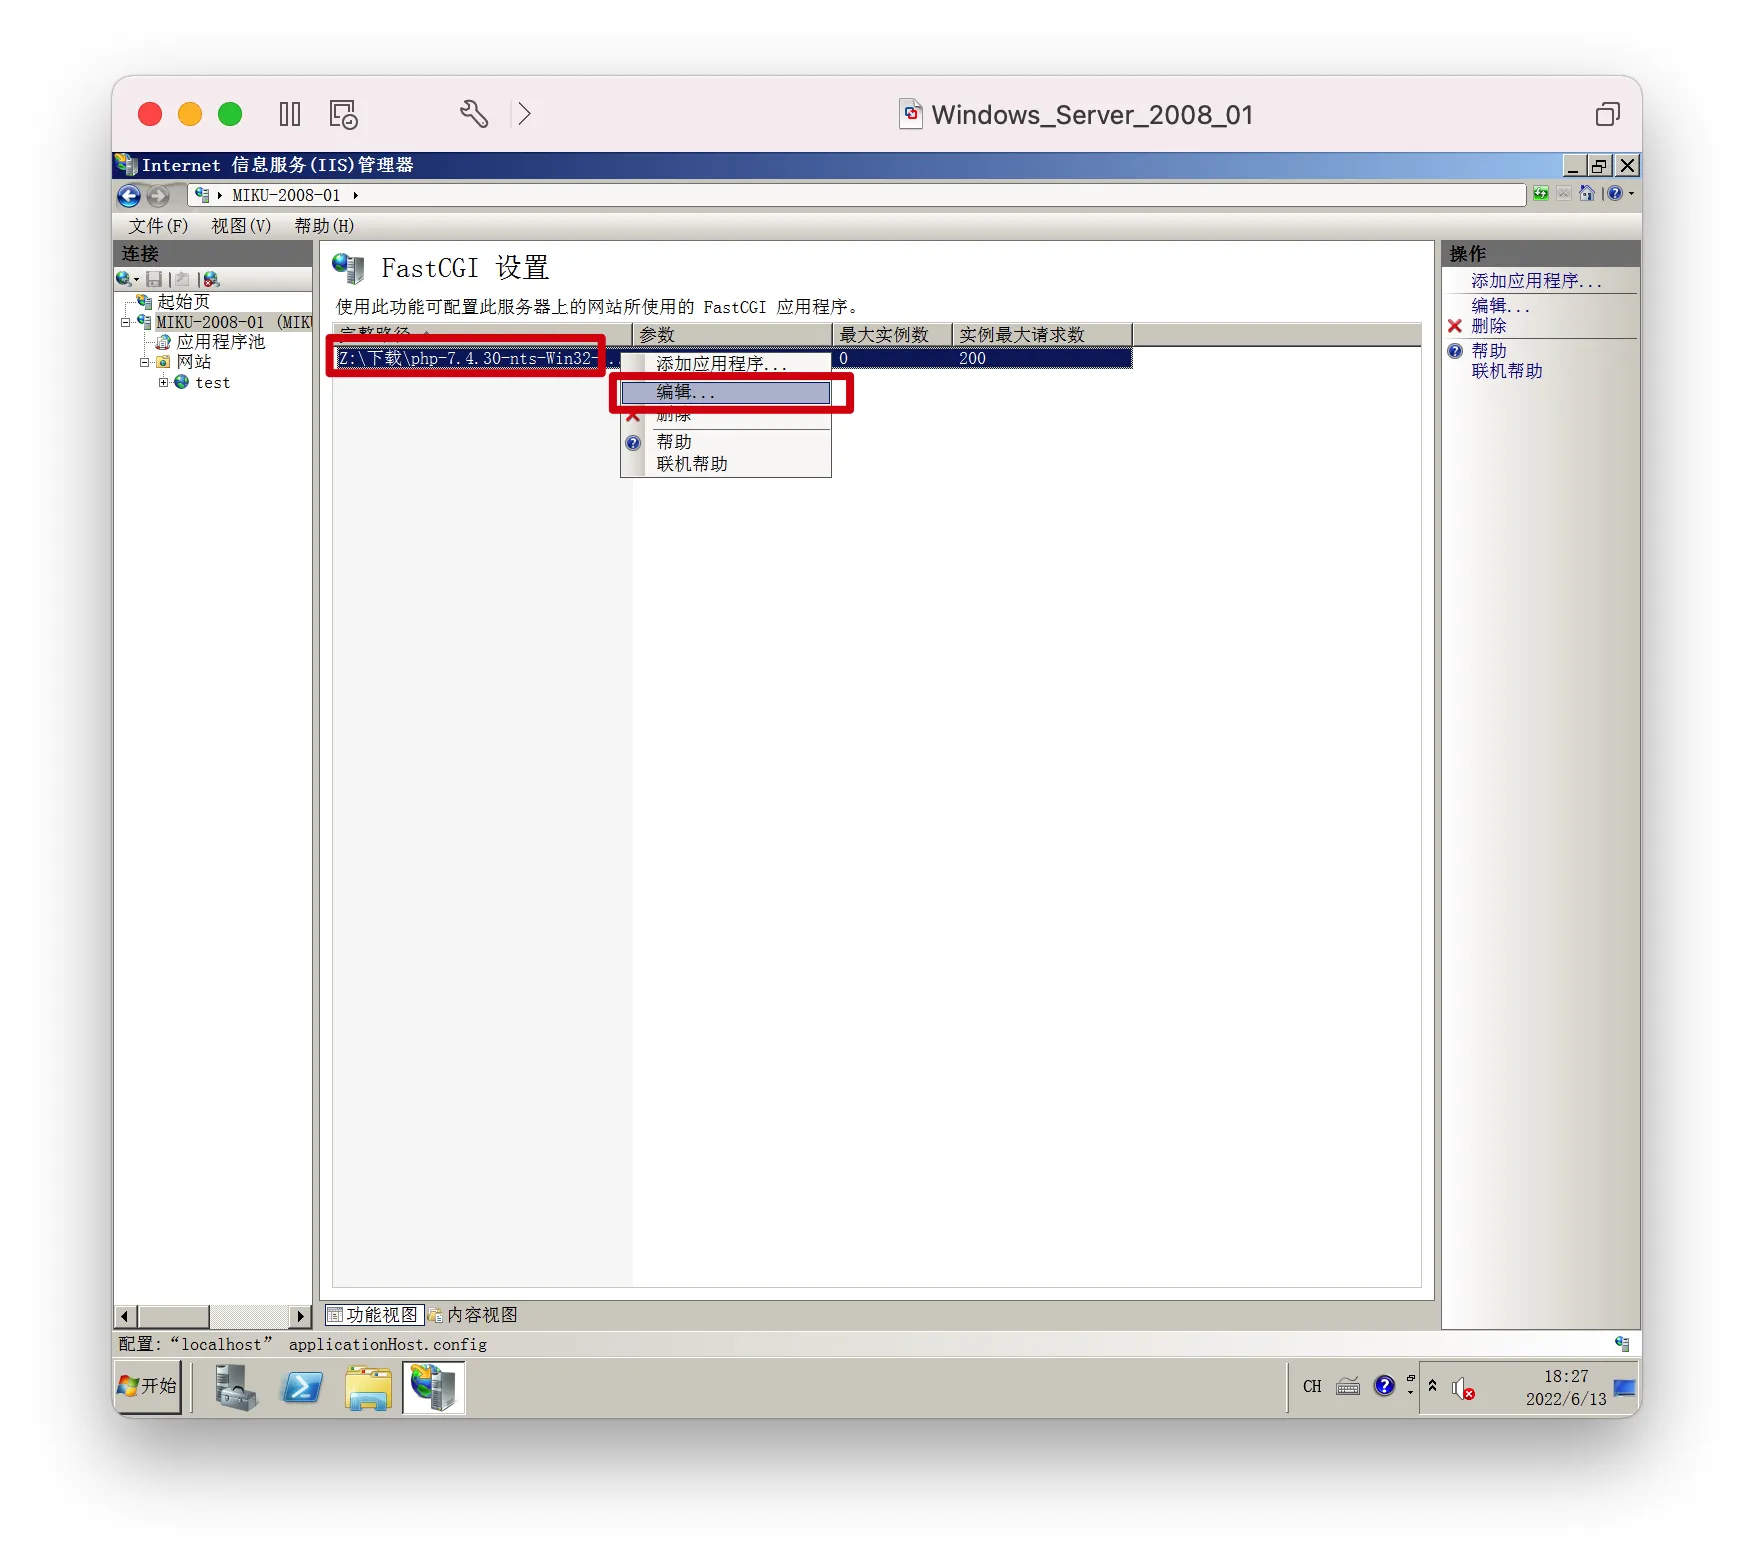 Windows_Server_2008_01
Internet 信息服务(IIS)管理器
MIKU-2008-01
文件(F) 视图(V) 帮助(H)
连接
起始页
MIKU-2008-01 (MIKU
应用程序池
网站
test
FastCGI 设置
使用此功能可配置此服务器上的网站所使用的 FastCGI 应用程序。
完整路径 参数 最大实例数 实例最大请求数
Z:\下载\php-7.4.30-nts-Win32-... 0 200
添加应用程序...
编辑...
删除
帮助
联机帮助
操作
添加应用程序...
编辑...
删除
帮助
联机帮助
功能视图 内容视图
配置:“localhost” applicationHost.config
开始
CH
18:27
2022/6/13